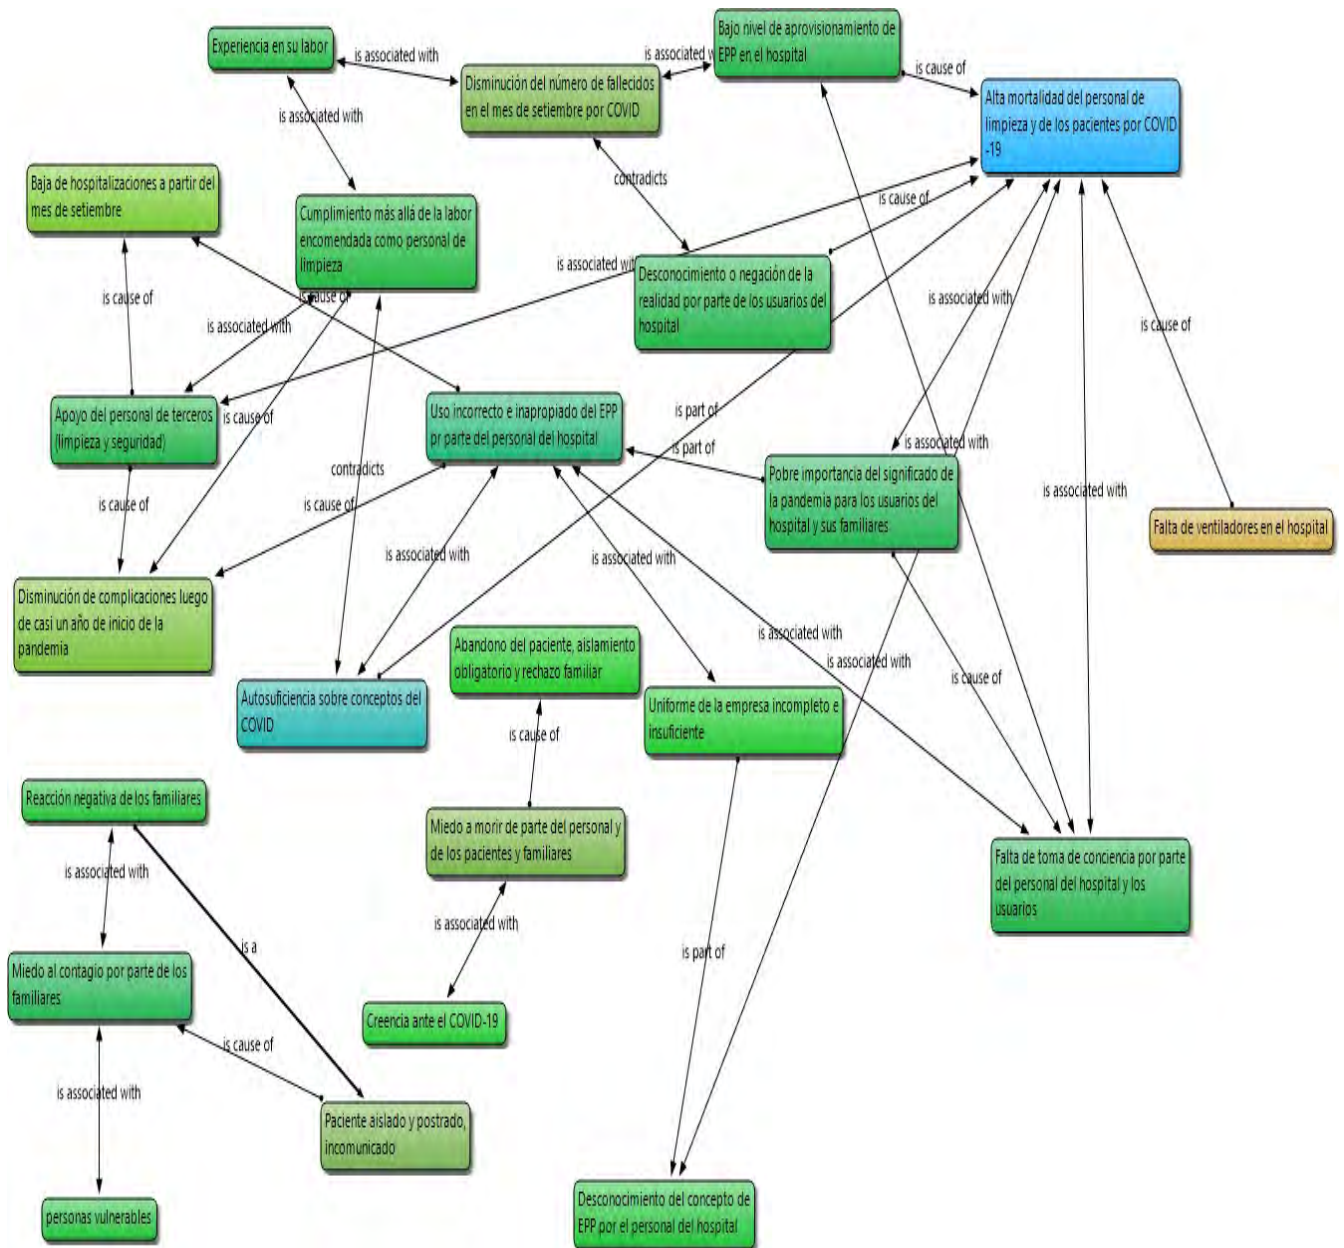 Experiencia en su labor
is associated with
Disminución del número de fallecidos
en el mes de setiembre por COVID
is associated w
Bajo nivel de aprovisionamiento de
EPP en el hospital
is cause of
Alta mortalidad del personal de
limpieza y de los pacientes por COVID
-19
is associated with
contradicts
is cause of
Baja de hospitalizaciones a partir del
mes de setiembre
Cumplimiento más allá de la labor
encomendada como personal de
limpieza
is associated wit
Desconocimiento o negación de la
realidad por parte de los usuarios del
hospital
is cause of
is cause of
is associated with
is associated with
is cause of
Apoyo del personal de terceros
(limpieza y seguridad)
is cause of
Uso incorrecto e inapropiado del EPP
pr parte del personal del hospital
is part of
is part of
is associated with
Pobre importancia del significado de
la pandemia para los usuarios del
hospital y sus familiares
is associated with
Falta de ventiladores en el hospital
contradicts
is cause of
is cause of
is associated with
is associated with
Disminución de complicaciones luego
de casi un año de inicio de la
pandemia
Abandono del paciente, aislamiento
obligatorio y rechazo familiar
is associated with
is associated with
is cause of
Autosuficiencia sobre conceptos del
COVID
Uniforme de la empresa incompleto e
insuficiente
is cause of
Reacción negativa de los familiares
Miedo a morir de parte del personal y
de los pacientes y familiares
Falta de toma de conciencia por parte
del personal del hospital y los
usuarios
is associated with
is associated with
is a
is part of
Miedo al contagio por parte de los
familiares
Creencia ante el COVID-19
is cause of
is associated with
Paciente aislado y postrado,
incomunicado
personas vulnerables
Desconocimiento del concepto de
EPP por el personal del hospital